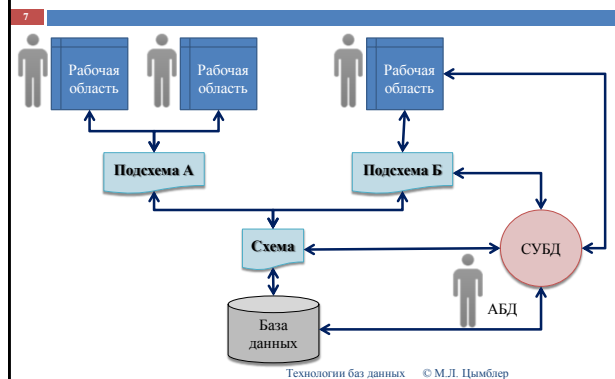 7
Рабочая
область
Рабочая
область
Рабочая
область
Подсхема А
Подсхема Б
Схема
СУБД
АБД
База
данных
Технологии баз данных © М.Л. Цымблер